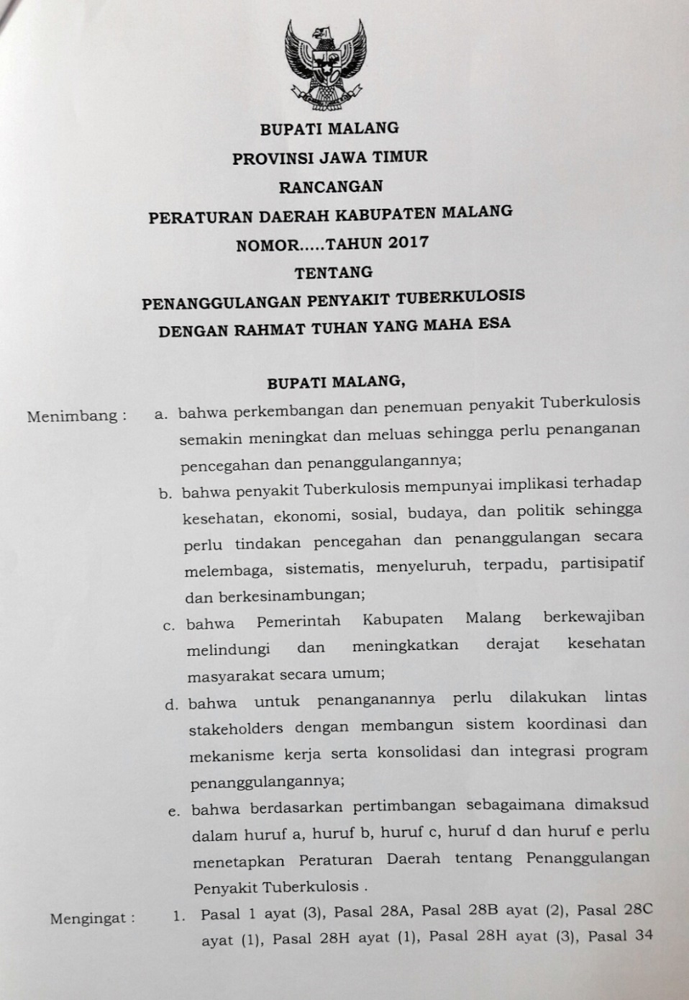 BUPATI MALANG
PROVINSI JAWA TIMUR
RANCANGAN
PERATURAN DAERAH KABUPATEN MALANG
NOMOR.....TAHUN 2017
TENTANG
PENANGGULANGAN PENYAKIT TUBERKULOSIS
DENGAN RAHMAT TUHAN YANG MAHA ESA
BUPATI MALANG,
Menimbang : a. bahwa perkembangan dan penemuan penyakit Tuberkulosis
semakin meningkat dan meluas sehingga perlu penanganan
pencegahan dan penanggulangannya;
b. bahwa penyakit Tuberkulosis mempunyai implikasi terhadap
kesehatan, ekonomi, sosial, budaya, dan politik sehingga
perlu tindakan pencegahan dan penanggulangan secara
melembaga, sistematis, menyeluruh, terpadu, partisipatif
dan berkesinambungan;
c. bahwa Pemerintah Kabupaten Malang berkewajiban
melindungi dan meningkatkan derajat kesehatan
masyarakat secara umum;
d. bahwa untuk penanganannya perlu dilakukan lintas
stakeholders dengan membangun sistem koordinasi dan
mekanisme kerja serta konsolidasi dan integrasi program
penanggulangannya;
e. bahwa berdasarkan pertimbangan sebagaimana dimaksud
dalam huruf a, huruf b, huruf c, huruf d dan huruf e perlu
menetapkan Peraturan Daerah tentang Penanggulangan
Penyakit Tuberkulosis .
Mengingat : 1. Pasal 1 ayat (3), Pasal 28A, Pasal 28B ayat (2), Pasal 28C
ayat (1), Pasal 28H ayat (1), Pasal 28H ayat (3), Pasal 34